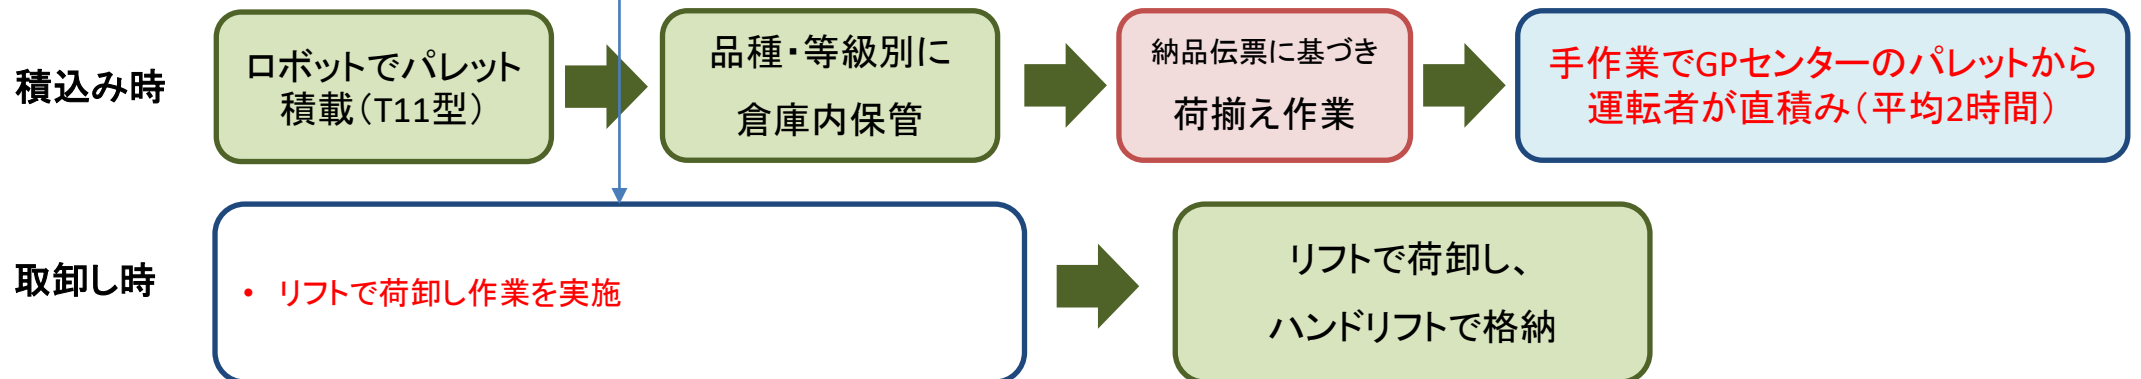 積込み時
ロボットでパレット
積載（T11型）
品種・等級別に
倉庫内保管
納品伝票に基づき
荷揃え作業
手作業でGPセンターのパレットから
運転者が直積み（平均2時間）
取卸し時
• リフトで荷卸し作業を実施
リフトで荷卸し、
ハンドリフトで格納